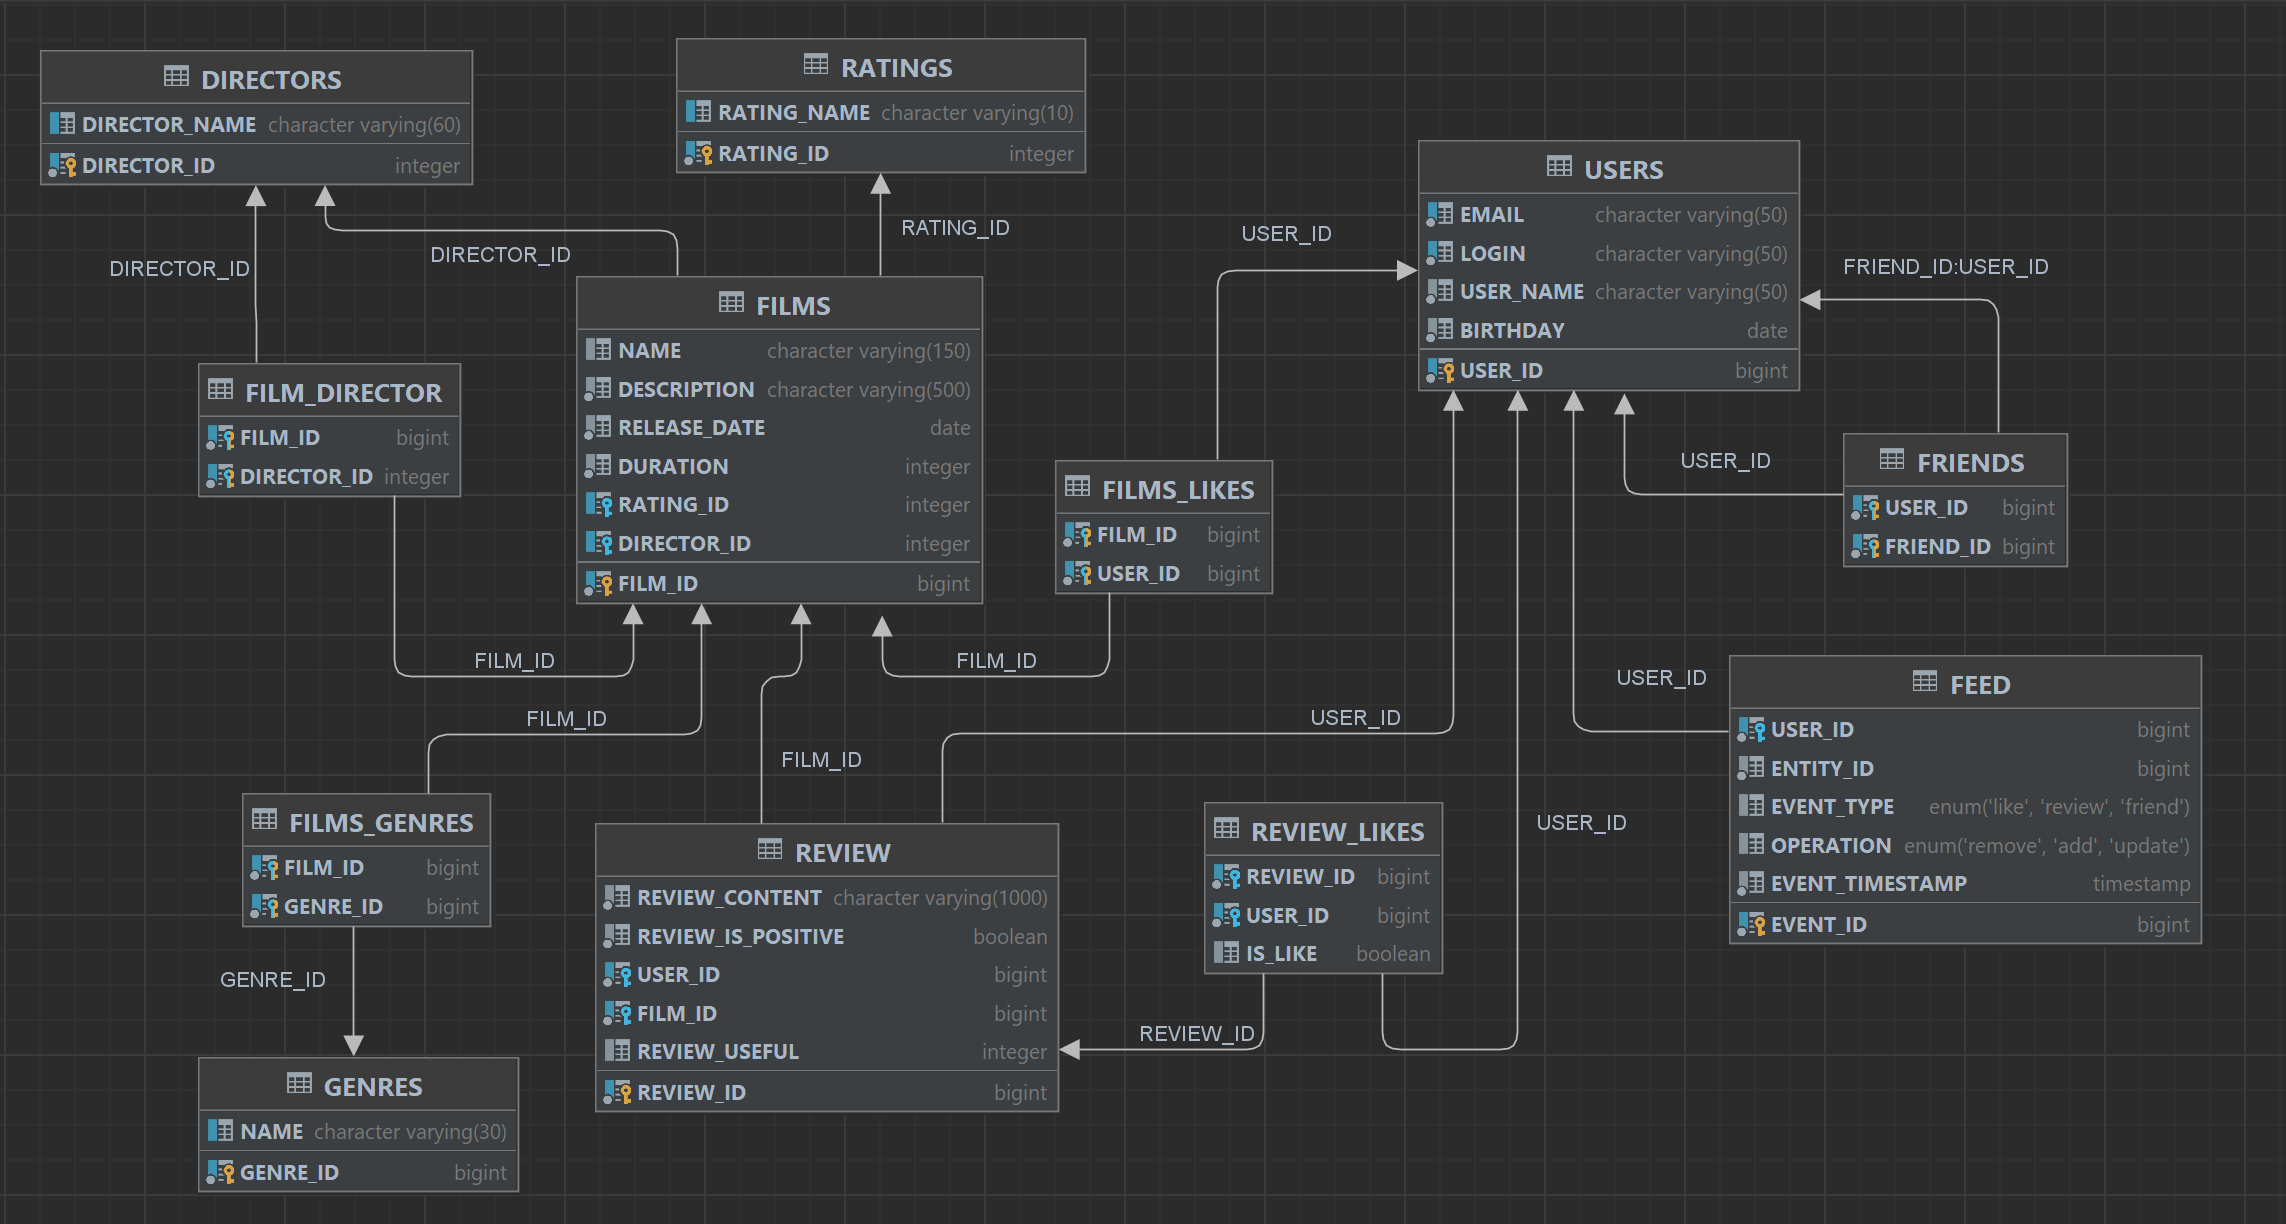 DIRECTORS
DIRECTOR_NAME character varying(60)
DIRECTOR_ID integer
RATINGS
RATING_NAME character varying(10)
RATING_ID integer
USERS
EMAIL character varying(50)
LOGIN character varying(50)
USER_NAME character varying(50)
BIRTHDAY date
USER_ID bigint
DIRECTOR_ID
DIRECTOR_ID
RATING_ID
USER_ID
FRIEND_ID:USER_ID
FILMS
NAME character varying(150)
DESCRIPTION character varying(500)
RELEASE_DATE date
DURATION integer
RATING_ID integer
DIRECTOR_ID integer
FILM_ID bigint
FILM_DIRECTOR
FILM_ID bigint
DIRECTOR_ID integer
FILMS_LIKES
FILM_ID bigint
USER_ID bigint
USER_ID
FRIENDS
USER_ID bigint
FRIEND_ID bigint
FILM_ID
FILM_ID
FILM_ID
FILM_ID
USER_ID
USER_ID
USER_ID
FEED
USER_ID bigint
ENTITY_ID bigint
EVENT_TYPE enum('like', 'review', 'friend')
OPERATION enum('remove', 'add', 'update')
EVENT_TIMESTAMP timestamp
EVENT_ID bigint
FILMS_GENRES
FILM_ID bigint
GENRE_ID bigint
REVIEW
REVIEW_CONTENT character varying(1000)
REVIEW_IS_POSITIVE boolean
USER_ID bigint
FILM_ID bigint
REVIEW_USEFUL integer
REVIEW_ID bigint
REVIEW_LIKES
REVIEW_ID bigint
USER_ID bigint
IS_LIKE boolean
GENRE_ID
REVIEW_ID
GENRES
NAME character varying(30)
GENRE_ID bigint